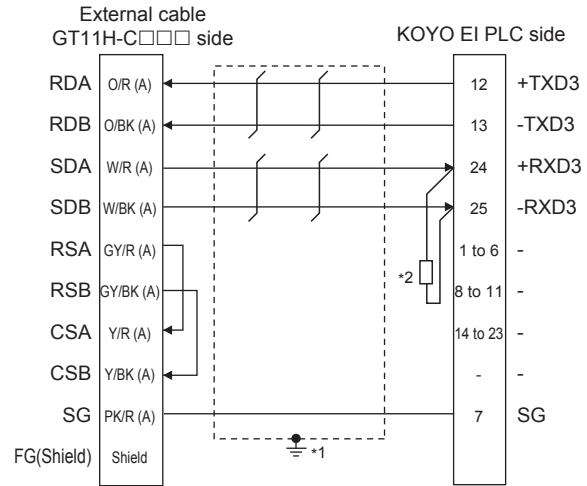 External cable
GT11H-C□□□ side
KOYO EI PLC side
RDA O/R (A) 12 +TXD3
RDB O/BK (A) 13 -TXD3
SDA W/R (A) 24 +RXD3
SDB W/BK (A) 25 -RXD3
RSA GY/R (A) 1 to 6 -
*2
RSB GY/BK (A) 8 to 11 -
CSA Y/R (A) 14 to 23 -
CSB Y/BK (A) - -
SG PK/R (A) 7 SG
FG(Shield) Shield
*1